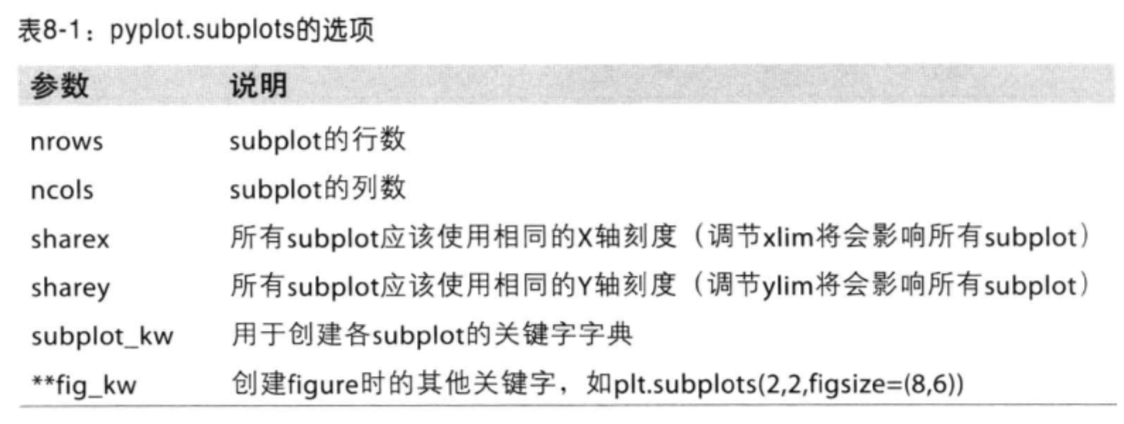 表8-1：pyplot.subplots的选项
参数 说明
nrows subplot的行数
ncols subplot的列数
sharex 所有subplot应该使用相同的X轴刻度（调节xlim将会影响所有subplot）
sharey 所有subplot应该使用相同的Y轴刻度（调节ylim将会影响所有subplot）
subplot_kw 用于创建各subplot的关键字字典
**fig_kw 创建figure时的其他关键字，如plt.subplots(2,2,figsize=(8,6))